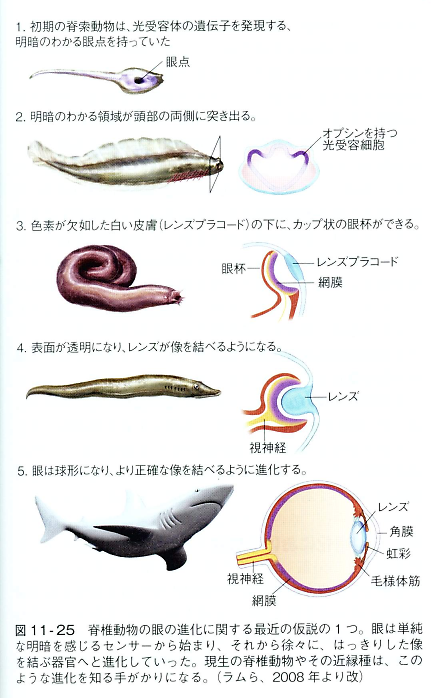 1. 初期の脊索動物は、光受容体の遺伝子を発現する、
明暗のわかる眼点を持っていた
眼点
2. 明暗のわかる領域が頭部の両側に突き出る。
オプシンを持つ
光受容細胞
3. 色素が欠如した白い皮膚（レンズプラコード）の下に、カップ状の眼杯ができる。
眼杯
レンズプラコード
網膜
4. 表面が透明になり、レンズが像を結べるようになる。
レンズ
視神経
5. 眼は球形になり、より正確な像を結べるように進化する。
レンズ
角膜
虹彩
毛様体筋
視神経
網膜
図 11-25 脊椎動物の眼の進化に関する最近の仮説の1つ。眼は単純
な明暗を感じるセンサーから始まり、それから徐々に、はっきりした像
を結ぶ器官へと進化していった。現生の脊椎動物やその近縁種は、この
ような進化を知る手がかりになる。（ラムら、2008年より改）